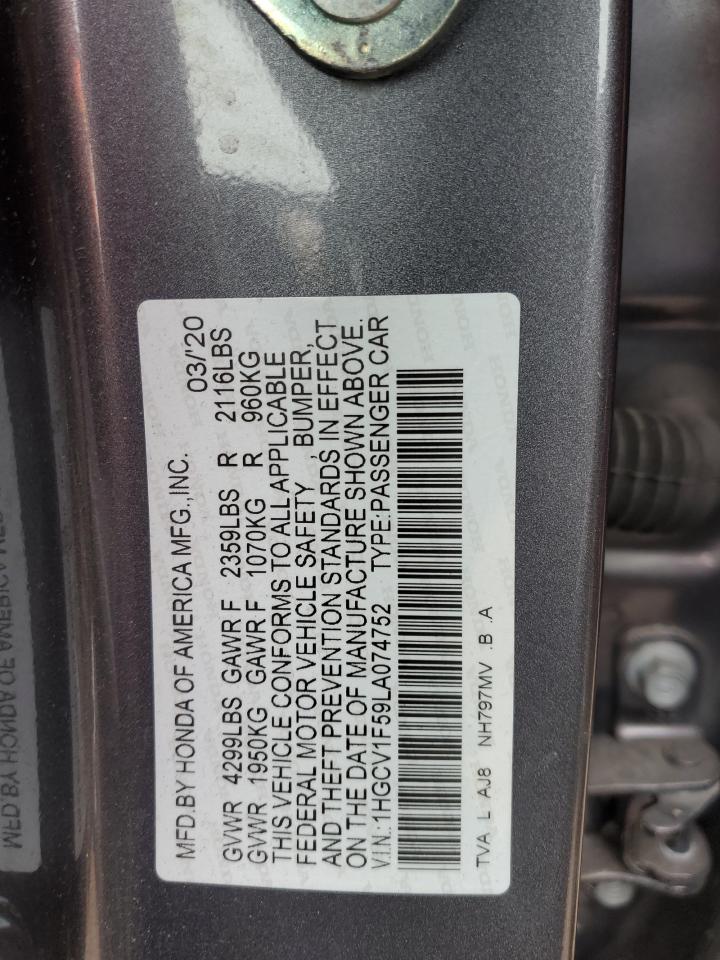 MFD.BY HONDA OF AMERICA MFG.,INC. 03/'20
GVWR 4299LBS GAWR F 2359LBS R 2116LBS
GVWR 1950KG GAWR F 1070KG R 960KG
THIS VEHICLE CONFORMS TO ALL APPLICABLE
FEDERAL MOTOR VEHICLE SAFETY , BUMPER,
AND THEFT PREVENTION STANDARDS IN EFFECT
ON THE DATE OF MANUFACTURE SHOWN ABOVE.
VIN:1HGCV1F59LA074752 TYPE:PASSENGER CAR
TVA L AJ8 NH797MV .B .A